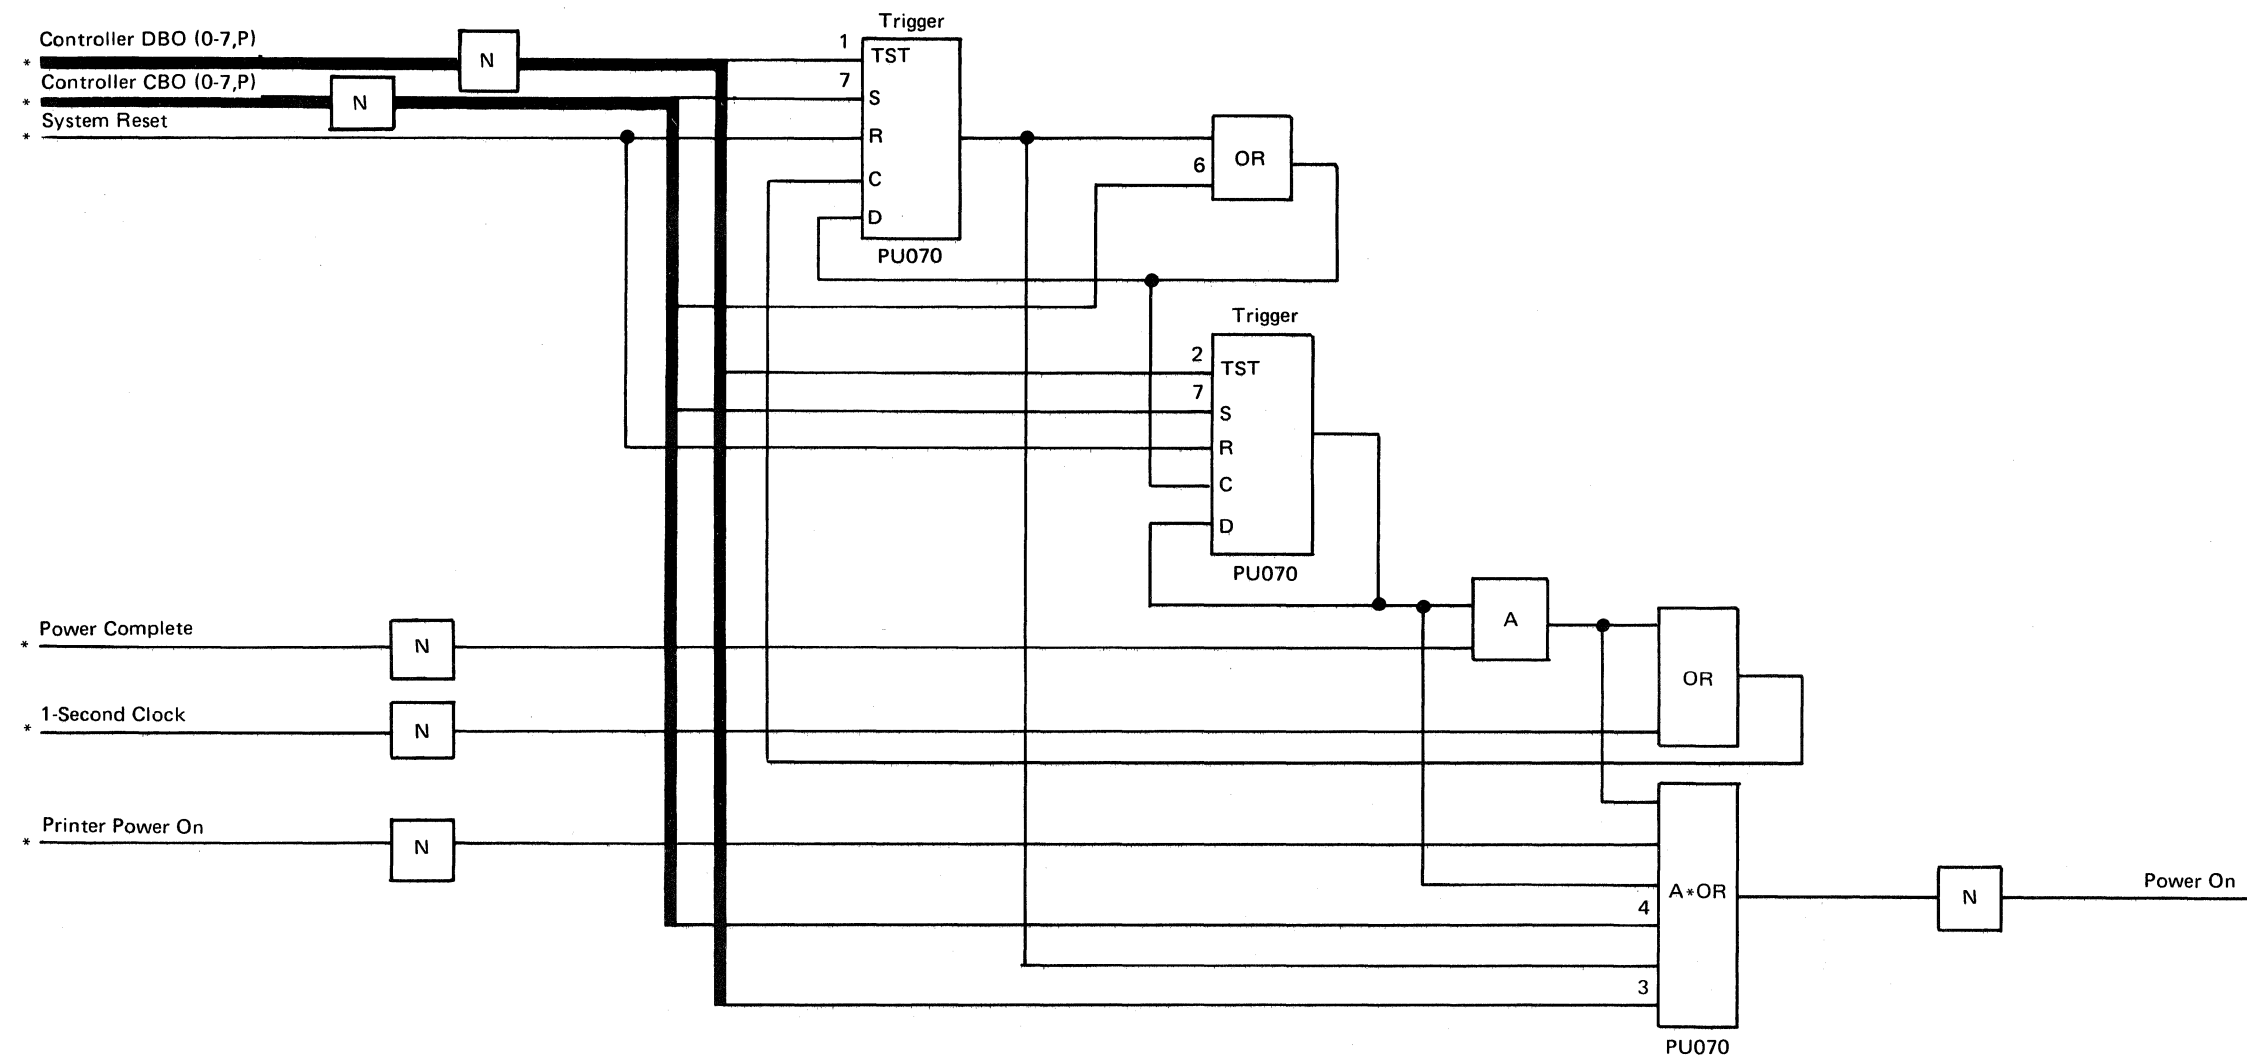 Trigger
Controller DBO (0-7,P)
1
*
N
TST
Controller CBO (0-7,P)
7
*
N
S
System Reset
*
R
6
OR
C
D
PU070
Trigger
2
TST
7
S
R
C
D
PU070
A
Power Complete
*
N
OR
1-Second Clock
*
N
Printer Power On
*
N
A*OR
4
N
Power On
3
PU070